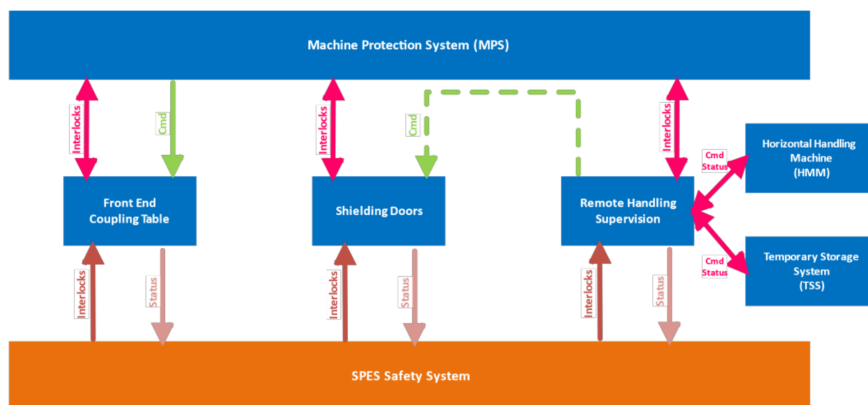 Machine Protection System (MPS)
Interlocks
Cmd
Interlocks
Cmd
Interlocks
Cmd
Status
Horizontal Handling
Machine
(HMM)
Front End
Coupling Table
Shielding Doors
Remote Handling
Supervision
Cmd
Status
Temporary Storage
System
(TSS)
Interlocks
Status
Interlocks
Status
Interlocks
Status
SPES Safety System